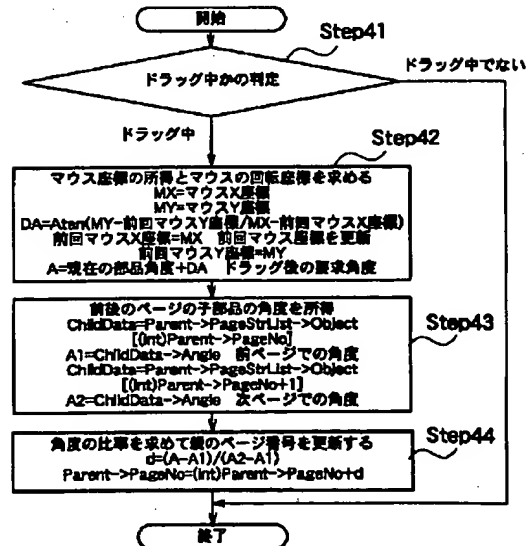 開始
Step41
ドラッグ中かの判定
ドラッグ中でない
ドラッグ中
Step42
マウス座標の所得とマウスの回転座標を求める
MX=マウスX座標
MY=マウスY座標
DA=Atan(MY-前回マウスY座標/MX-前回マウスX座標)
前回マウスX座標=MX 前回マウス座標を更新
前回マウスY座標=MY
A=現在の部品角度+DA ドラッグ後の要求角度
前後のページの子部品の角度を所得
ChildData=Parent->PageStrList->Object
[(int)Parent->PageNo]
A1=ChildData->Angle 前ページでの角度
ChildData=Parent->PageStrList->Object
[(int)Parent->PageNo+1]
A2=ChildData->Angle 次ページでの角度
Step43
角度の比率を求めて親のページ番号を更新する
d=(A-A1)/(A2-A1)
Parent->PageNo=(int)Parent->PageNo+d
Step44
終了